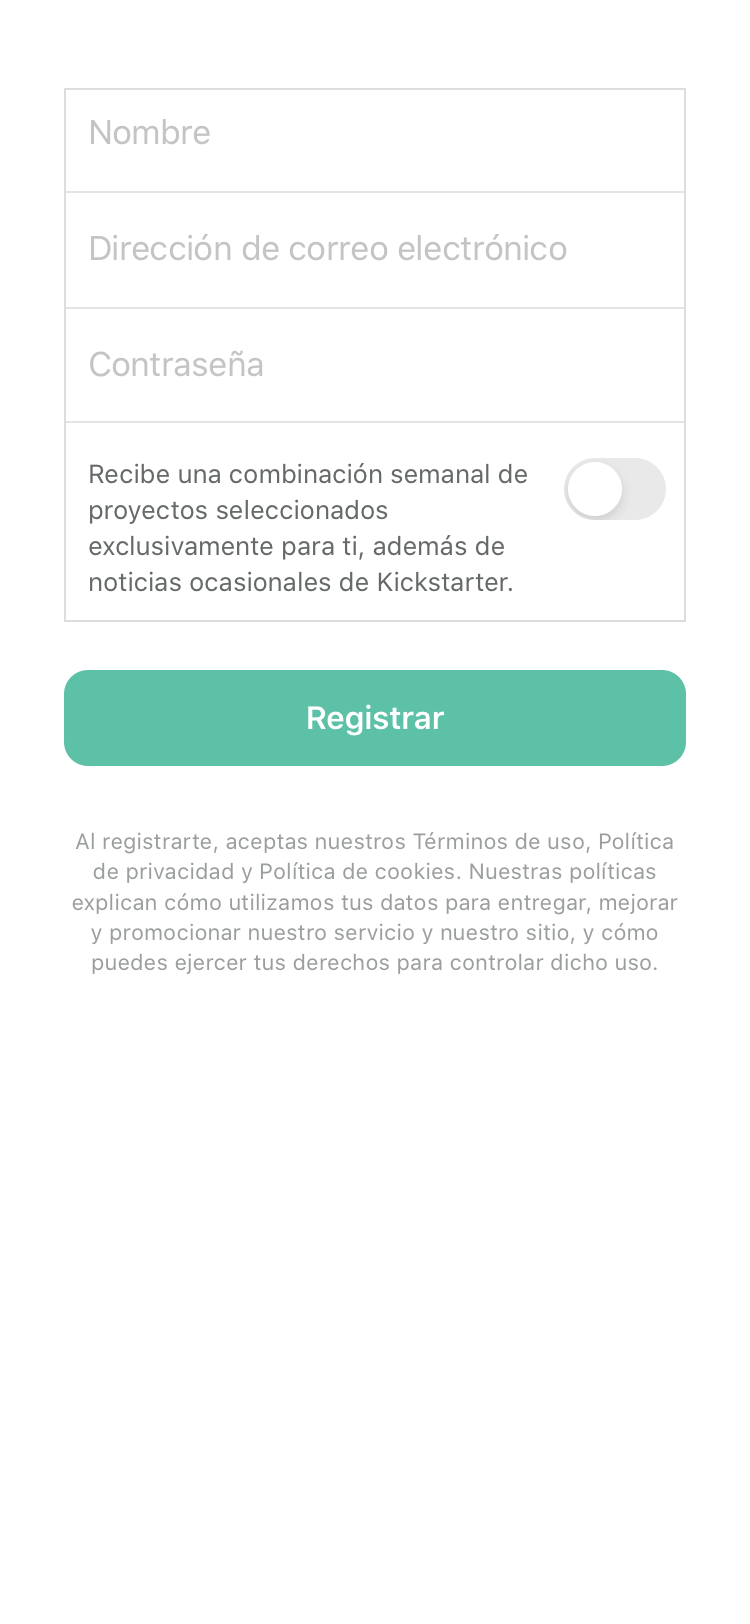 Nombre
Dirección de correo electrónico
Contraseña
Recibe una combinación semanal de
proyectos seleccionados
exclusivamente para ti, además de
noticias ocasionales de Kickstarter.
Registrar
Al registrarte, aceptas nuestros Términos de uso, Política
de privacidad y Política de cookies. Nuestras políticas
explican cómo utilizamos tus datos para entregar, mejorar
y promocionar nuestro servicio y nuestro sitio, y cómo
puedes ejercer tus derechos para controlar dicho uso.